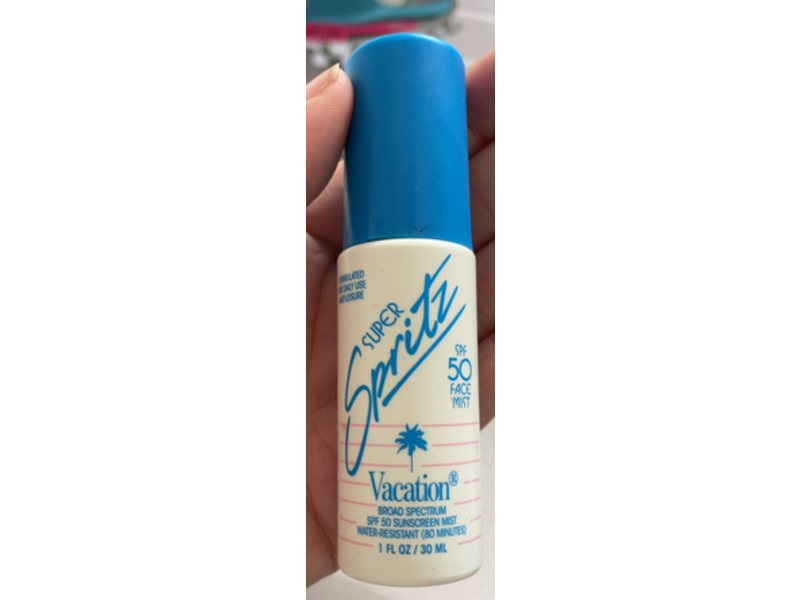 FORMULATED
FOR DAILY USE
AND LEISURE
SUPER
Spritz
SPF
50
FACE
MIST
Vacation®
BROAD SPECTRUM
SPF 50 SUNSCREEN MIST
WATER-RESISTANT (80 MINUTES)
1 FL OZ / 30 ML